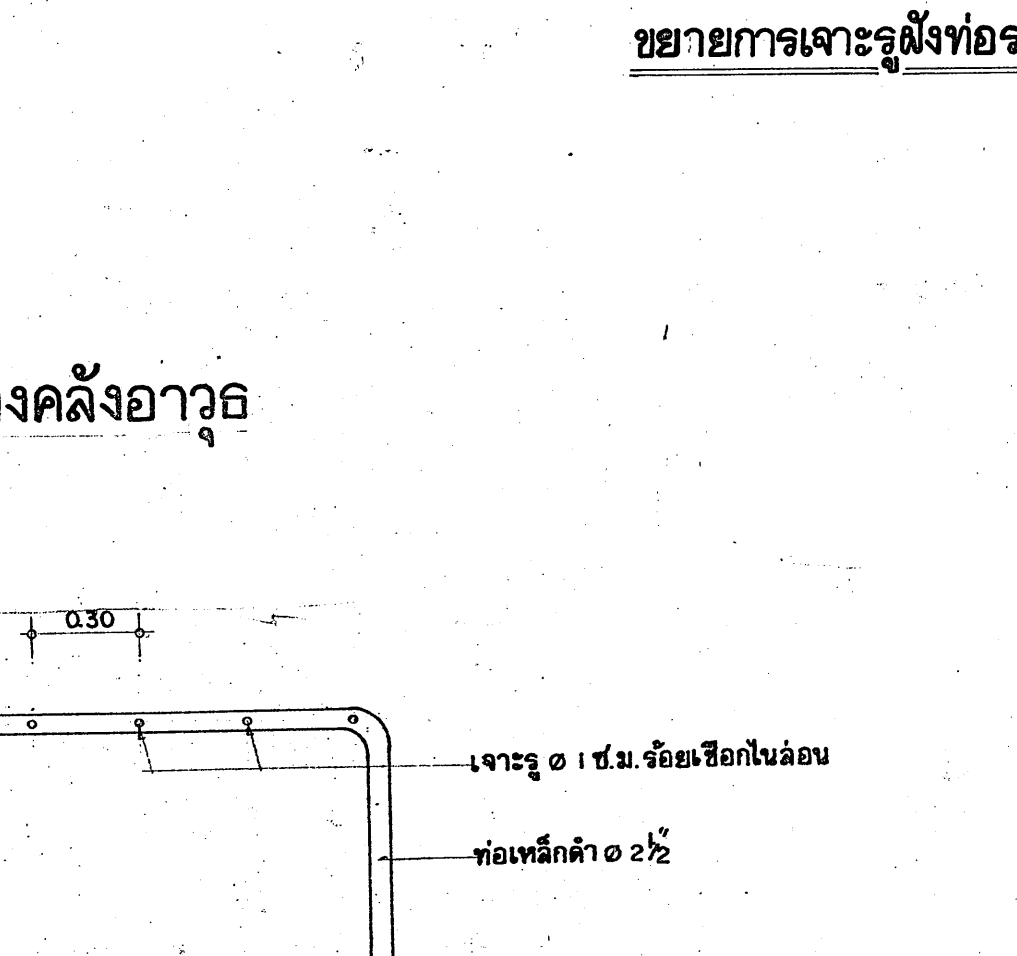 ขยายการเจาะรูฝังท่อร
งคลังอาวุธ
0.30
เจาะรู ø 1 ซ.ม. ร้อยเชือกไนล่อน
ท่อเหล็กดำ ø 2 1/2"